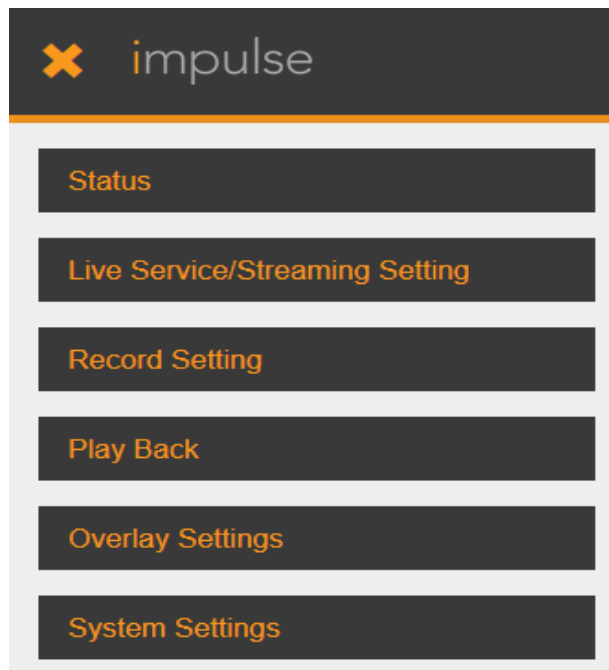 impulse
Status
Live Service/Streaming Setting
Record Setting
Play Back
Overlay Settings
System Settings